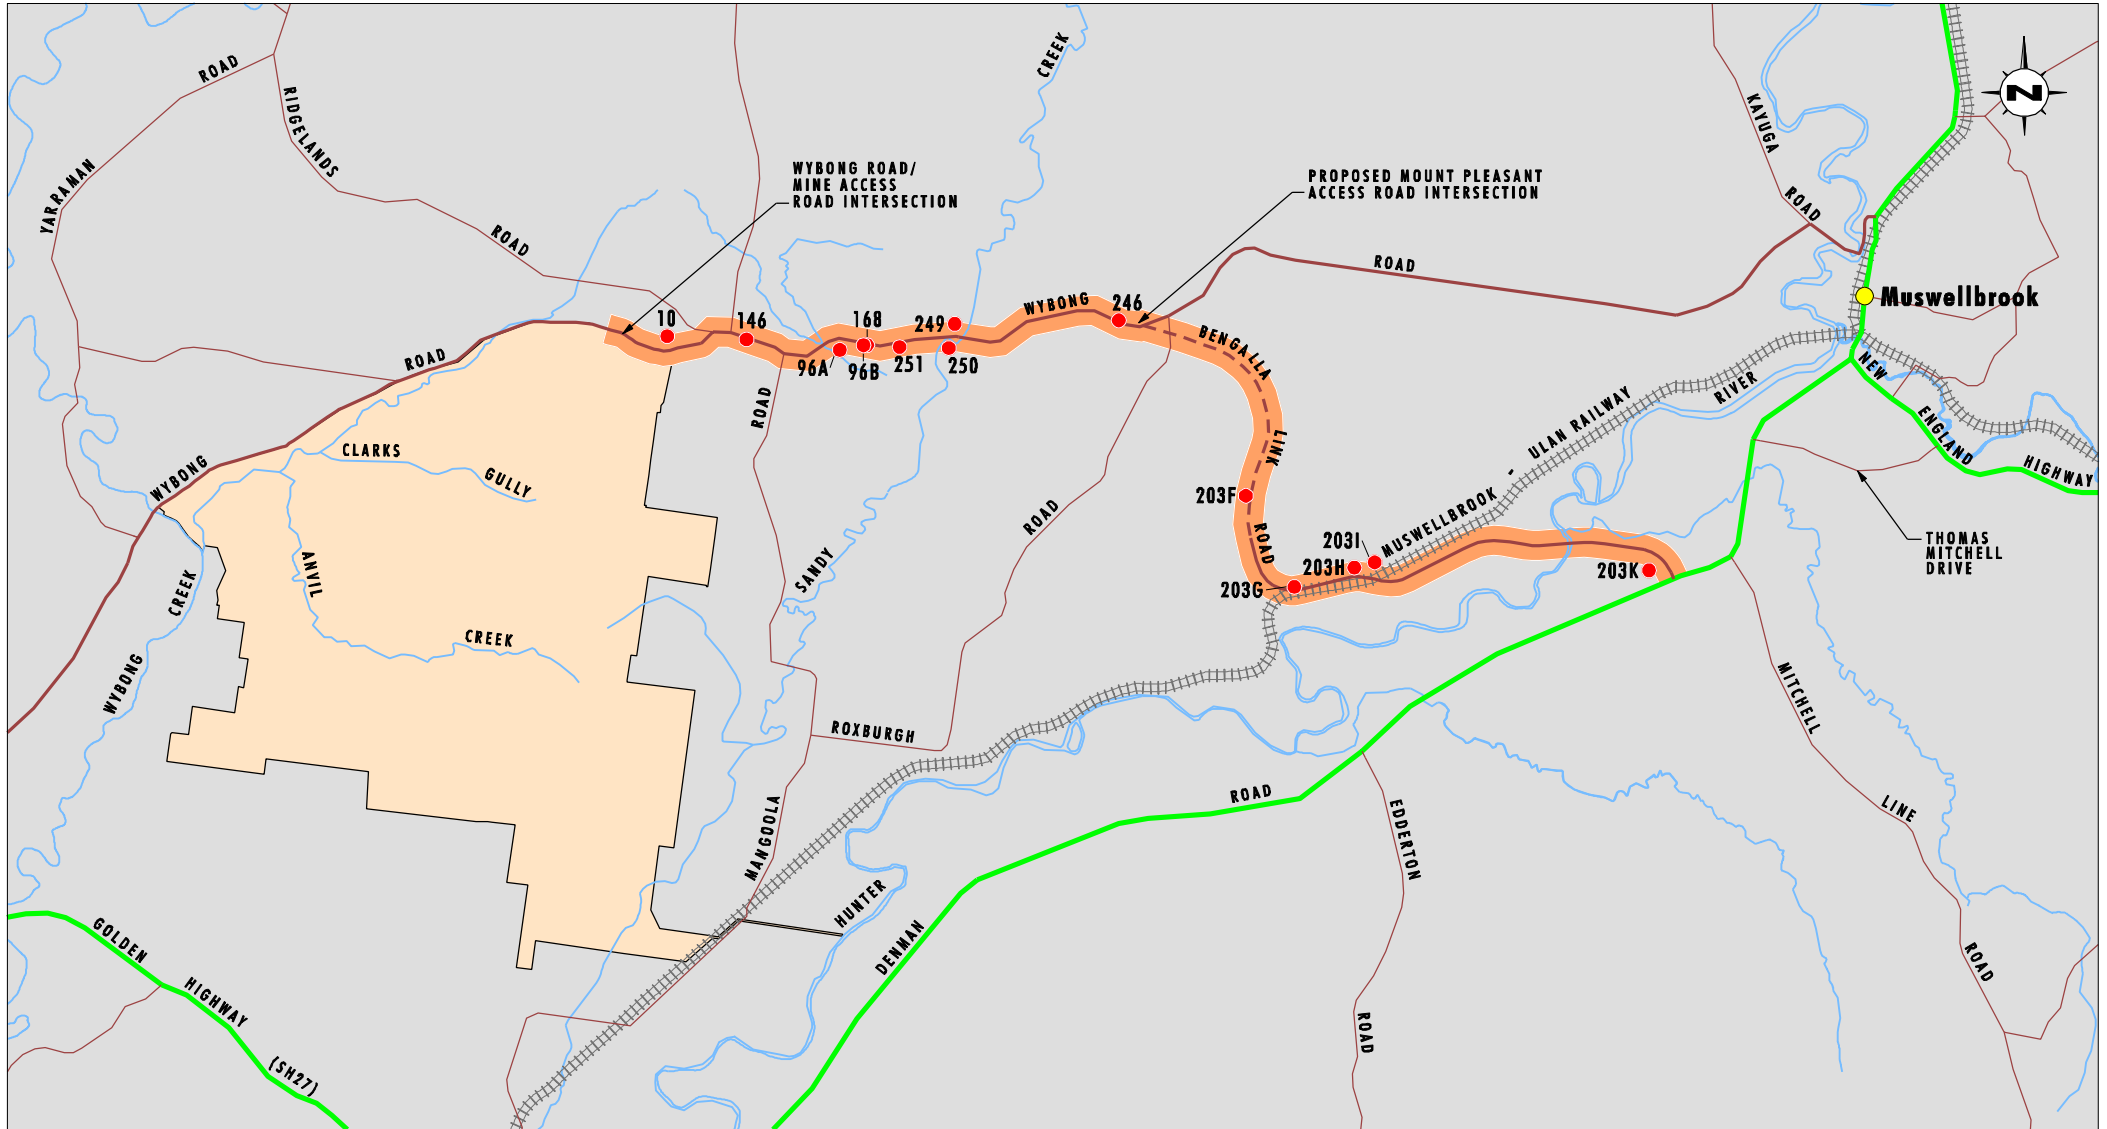 ROAD
YARRAMAN
RIDGELANDS
ROAD
CREEK
KAYUGA
ROAD
N
WYBONG ROAD/
MINE ACCESS
ROAD INTERSECTION
PROPOSED MOUNT PLEASANT
ACCESS ROAD INTERSECTION
ROAD
Muswellbrook
10
146
168
249
WYBONG
246
BENGALLA
LINK
ROAD
96A
96B
251
250
ROAD
WYBONG
ROAD
CLARKS
GULLY
ANVIL
CREEK
WYBONG
CREEK
SANDY
ROAD
203F
203I
203H
203G
203K
MUSWELLBROOK
-
ULAN RAILWAY
RIVER
NEW
ENGLAND
HIGHWAY
THOMAS
MITCHELL
DRIVE
ROXBURGH
MANGOOLA
HUNTER
DENMAN
ROAD
EDDERTON
ROAD
MITCHELL
LINE
ROAD
GOLDEN
HIGHWAY
(SH27)